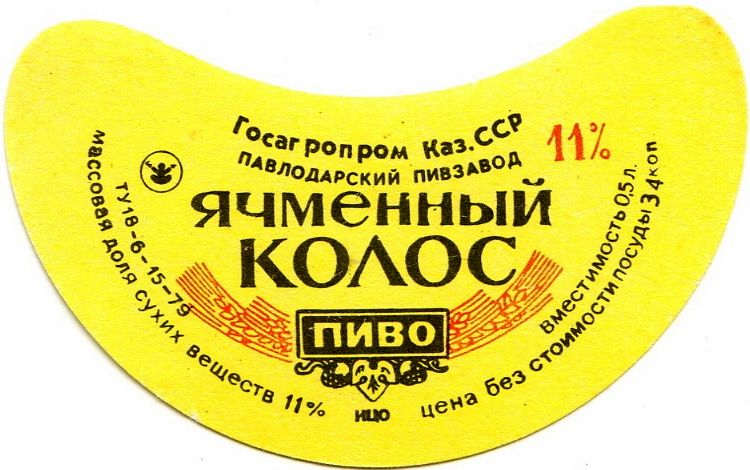 Госагропром Каз.ССР
ПАВЛОДАРСКИЙ ПИВЗАВОД
11%
ЯЧМЕННЫЙ
КОЛОС
ПИВО
ТУ18-6-15-79
массовая доля сухих веществ 11%
ицо
вместимость 0,5 л.
цена без стоимости посуды 34 коп